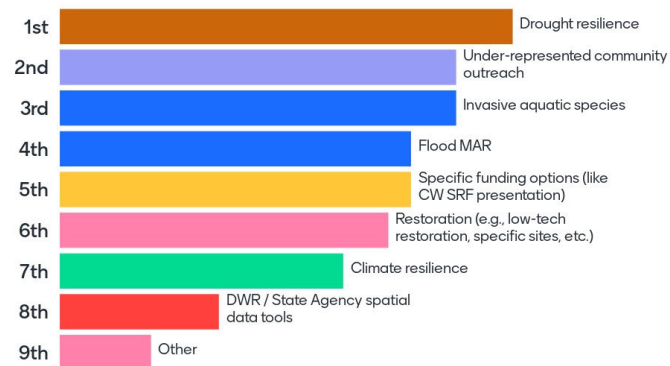 1st
Drought resilience
2nd
Under-represented community
outreach
3rd
Invasive aquatic species
4th
Flood MAR
5th
Specific funding options (like
CW SRF presentation)
6th
Restoration (e.g., low-tech
restoration, specific sites, etc.)
7th
Climate resilience
8th
DWR / State Agency spatial
data tools
9th
Other